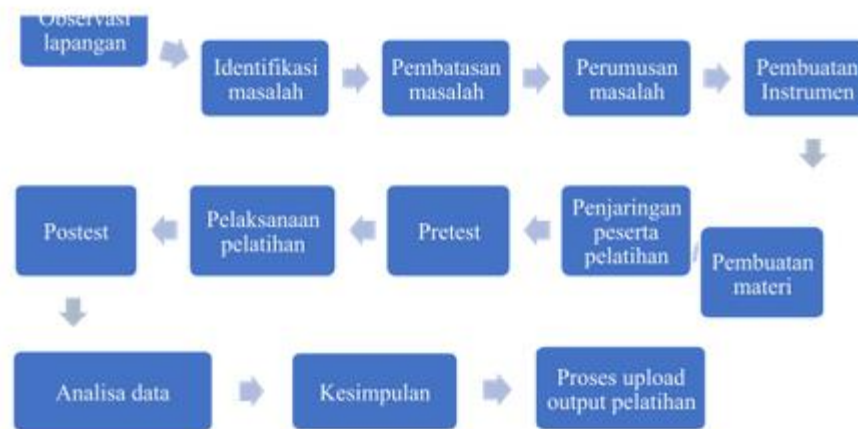 Observasi
lapangan
Identifikasi
masalah
Pembatasan
masalah
Perumusan
masalah
Pembuatan
Instrumen
Pembuatan
materi
Penjaringan
peserta
pelatihan
Pretest
Pelaksanaan
pelatihan
Postest
Analisa data
Kesimpulan
Proses upload
output pelatihan